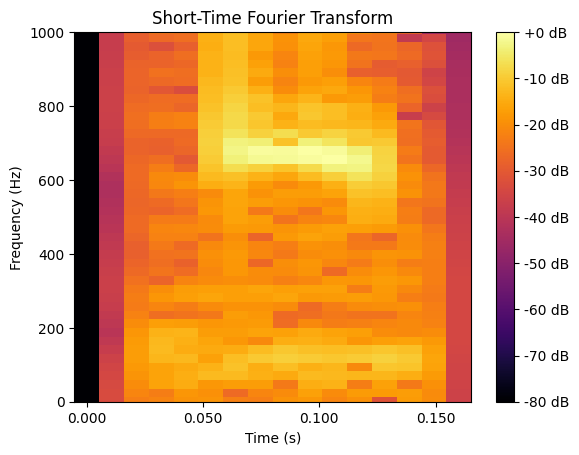 Short-Time Fourier Transform
1000
800
600
400
200
0
Frequency (Hz)
0.000
0.050
0.100
0.150
Time (s)
+0 dB
-10 dB
-20 dB
-30 dB
-40 dB
-50 dB
-60 dB
-70 dB
-80 dB